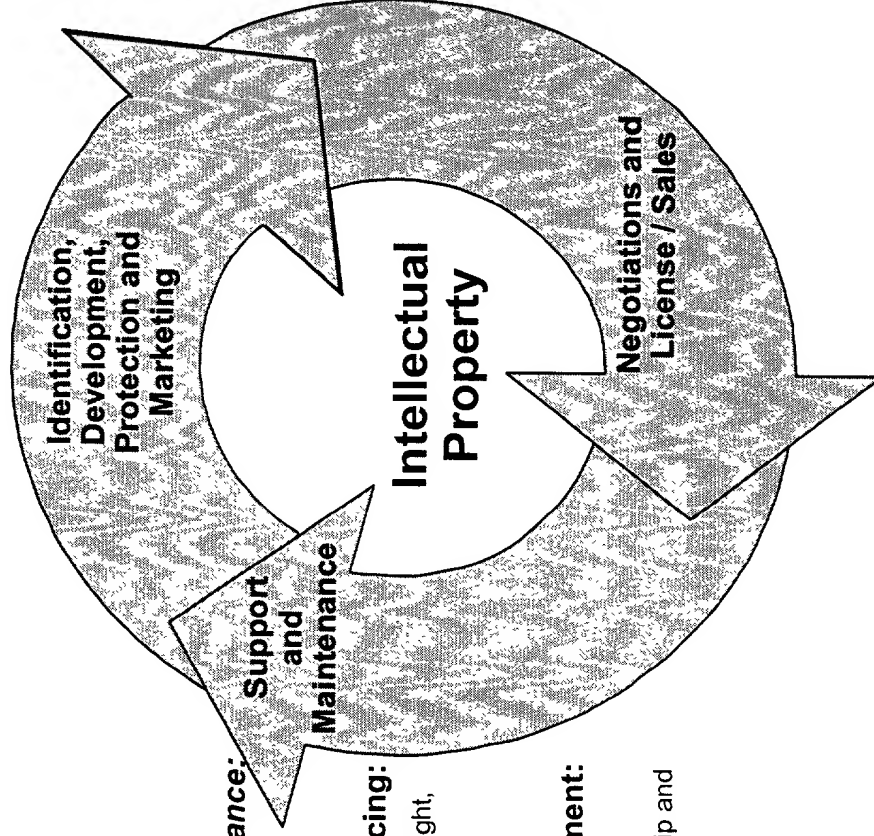 Identification,
Development,
Protection and
Marketing
Support
and
Maintenance
Intellectual
Property
Negotiations and
License / Sales
ance:
cing:
ght,
nent:
ip and